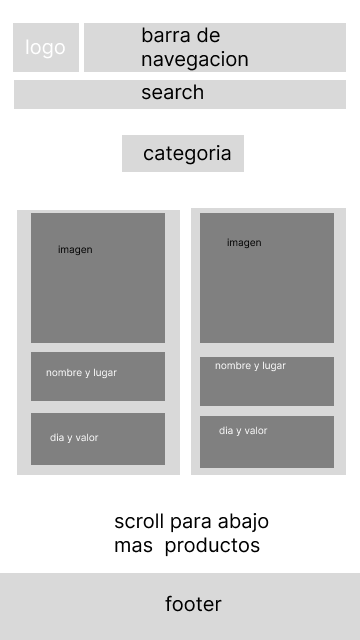 logo
barra de
navegacion
search
categoria
imagen
nombre y lugar
dia y valor
imagen
nombre y lugar
dia y valor
scroll para abajo
mas  productos
footer